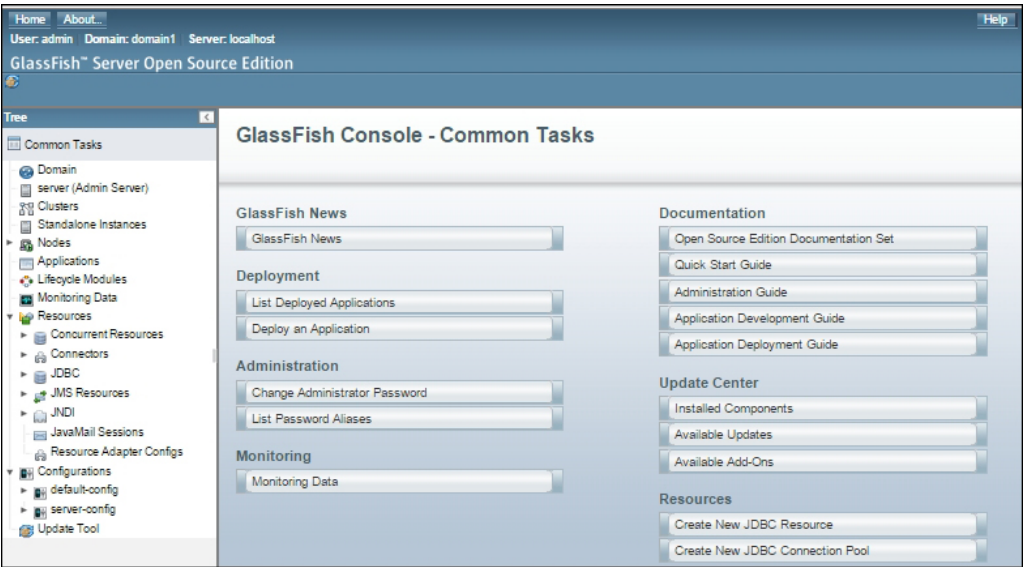 Home About... Help
User: admin Domain: domain1 Server: localhost
GlassFish™ Server Open Source Edition
Tree
Common Tasks
Domain
server (Admin Server)
Clusters
Standalone Instances
Nodes
Applications
Lifecycle Modules
Monitoring Data
Resources
Concurrent Resources
Connectors
JDBC
JMS Resources
JNDI
JavaMail Sessions
Resource Adapter Configs
Configurations
default-config
server-config
Update Tool
GlassFish Console - Common Tasks
GlassFish News
GlassFish News
Deployment
List Deployed Applications
Deploy an Application
Administration
Change Administrator Password
List Password Aliases
Monitoring
Monitoring Data
Documentation
Open Source Edition Documentation Set
Quick Start Guide
Administration Guide
Application Development Guide
Application Deployment Guide
Update Center
Installed Components
Available Updates
Available Add-Ons
Resources
Create New JDBC Resource
Create New JDBC Connection Pool